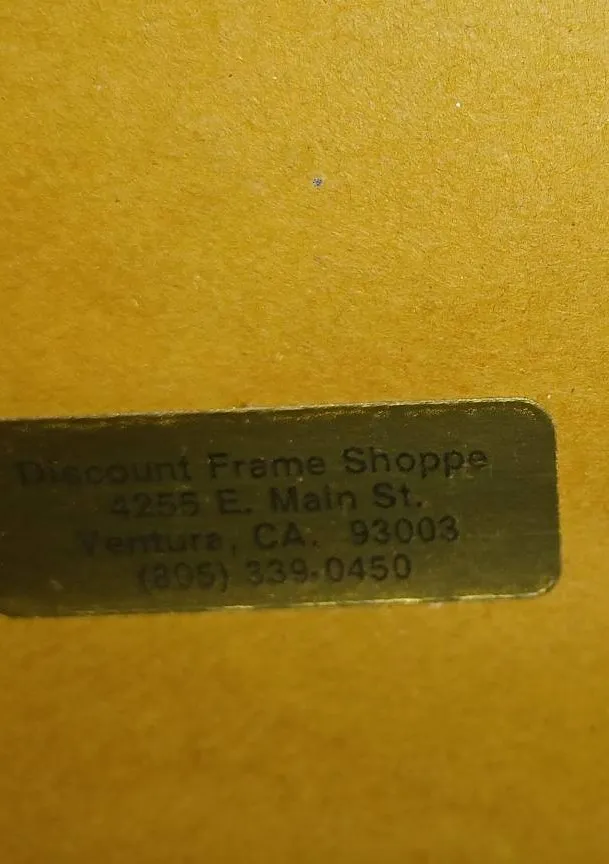 Discount Frame Shoppe
4255 E. Main St.
Ventura, CA. 93003
(805) 339-0450